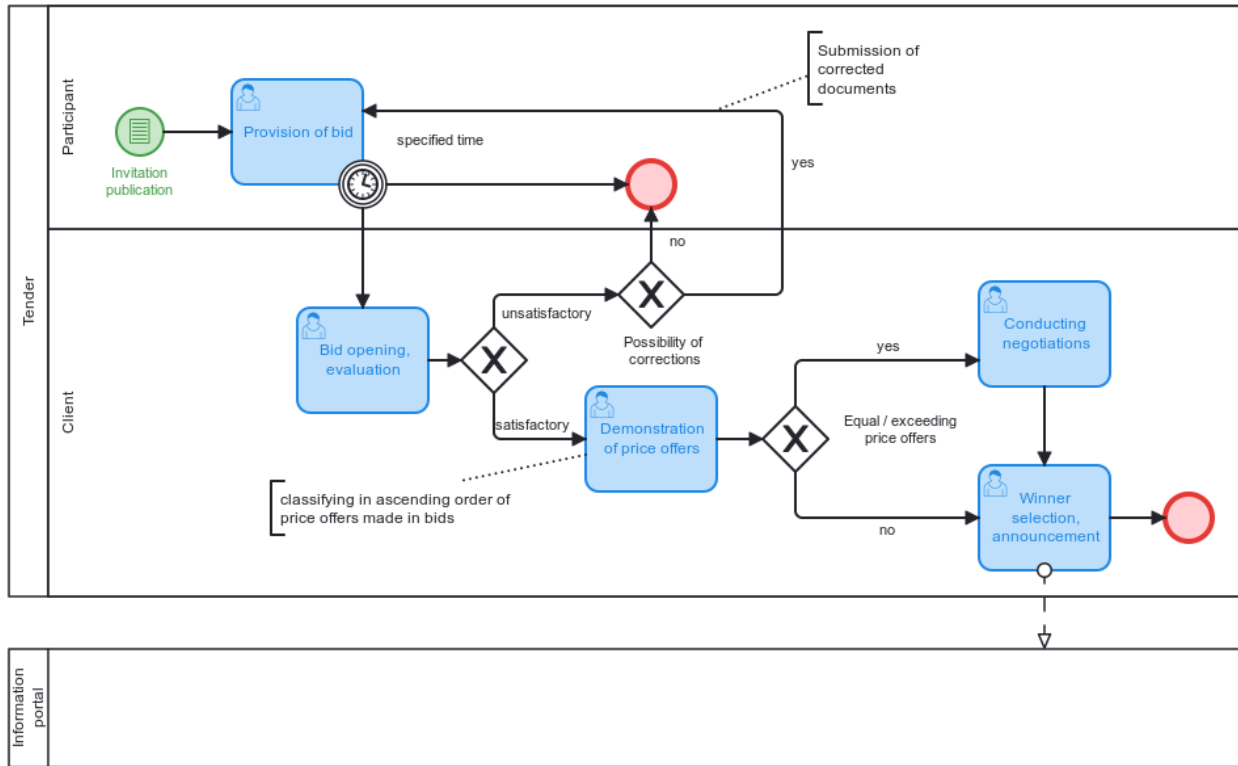 Tender
Participant
Invitation
publication
Provision of bid
specified time
Submission of
corrected
documents
yes
no
Client
Bid opening,
evaluation
unsatisfactory
Possibility of
corrections
satisfactory
Demonstration
of price offers
classifying in ascending order of
price offers made in bids
yes
Equal / exceeding
price offers
no
Conducting
negotiations
Winner
selection,
announcement
Information
portal